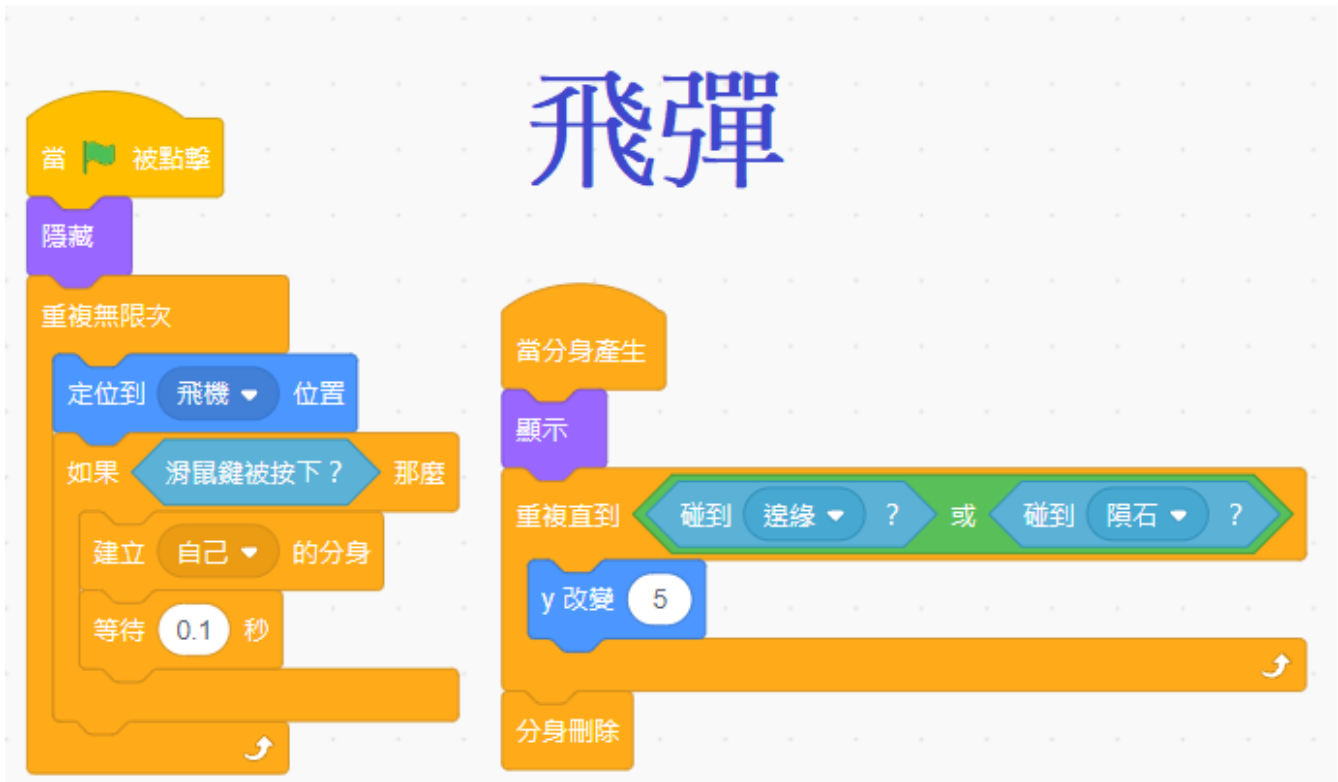 飛彈
當 被點擊
隱藏
重複無限次
定位到 飛機 位置
如果 滑鼠鍵被按下？ 那麼
建立 自己 的分身
等待 0.1 秒
當分身產生
顯示
重複直到 碰到 邊緣 ？ 或 碰到 隕石 ？
y 改變 5
分身刪除